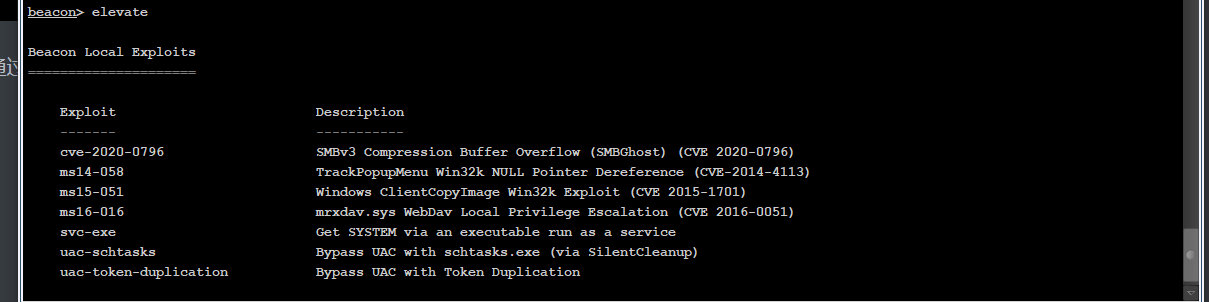 beacon> elevate
Beacon Local Exploits
=====================
Exploit Description
------- -----------
cve-2020-0796 SMBv3 Compression Buffer Overflow (SMBGhost) (CVE 2020-0796)
ms14-058 TrackPopupMenu Win32k NULL Pointer Dereference (CVE-2014-4113)
ms15-051 Windows ClientCopyImage Win32k Exploit (CVE 2015-1701)
ms16-016 mrxdav.sys WebDav Local Privilege Escalation (CVE 2016-0051)
svc-exe Get SYSTEM via an executable run as a service
uac-schtasks Bypass UAC with schtasks.exe (via SilentCleanup)
uac-token-duplication Bypass UAC with Token Duplication